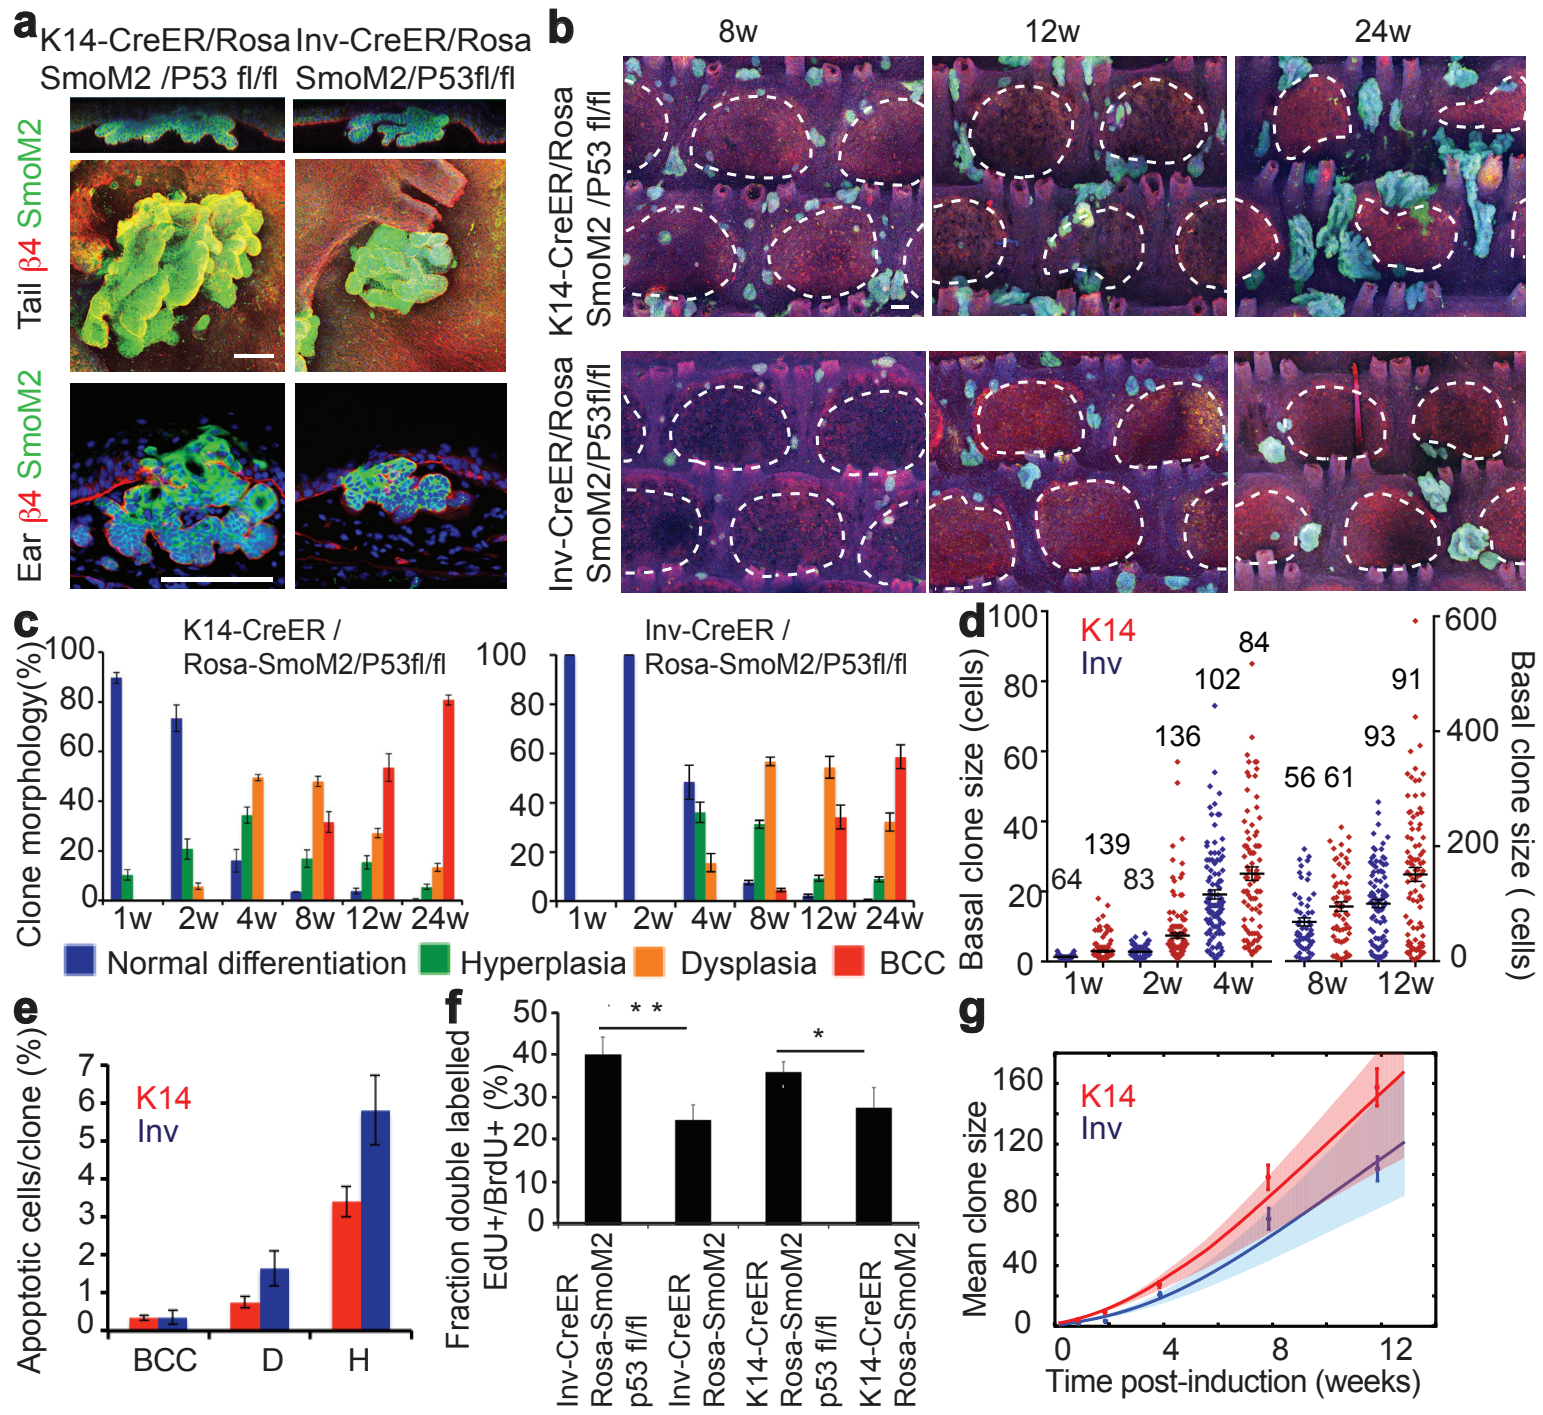 a
K14-CreER/Rosa
SmoM2 /P53 fl/fl
Inv-CreER/Rosa
SmoM2/P53fl/fl
Tail β4 SmoM2
Ear β4 SmoM2
b
8w
12w
24w
K14-CreER/Rosa
SmoM2 /P53 fl/fl
Inv-CreER/Rosa
SmoM2/P53fl/fl
c
Clone morphology(%)
100
80
60
40
20
0
K14-CreER /
Rosa-SmoM2/P53fl/fl
1w 2w 4w 8w 12w 24w
100
80
60
40
20
0
Inv-CreER /
Rosa-SmoM2/P53fl/fl
1w 2w 4w 8w 12w 24w
Normal differentiation Hyperplasia Dysplasia BCC
d
Basal clone size (cells)
100
80
60
40
20
0
K14
Inv
64 139 83 136 102 84 56 61 93 91
1w 2w 4w 8w 12w
600
400
200
0
Basal clone size ( cells)
e
Apoptotic cells/clone (%)
7
6
5
4
3
2
1
0
K14
Inv
BCC D H
f
Fraction double labelled
EdU+/BrdU+ (%)
50
40
30
20
10
0
* *
*
Inv-CreER
Rosa-SmoM2
p53 fl/fl
Inv-CreER
Rosa-SmoM2
K14-CreER
Rosa-SmoM2
p53 fl/fl
K14-CreER
Rosa-SmoM2
g
Mean clone size
160
120
80
40
0
K14
Inv
0 4 8 12
Time post-induction (weeks)